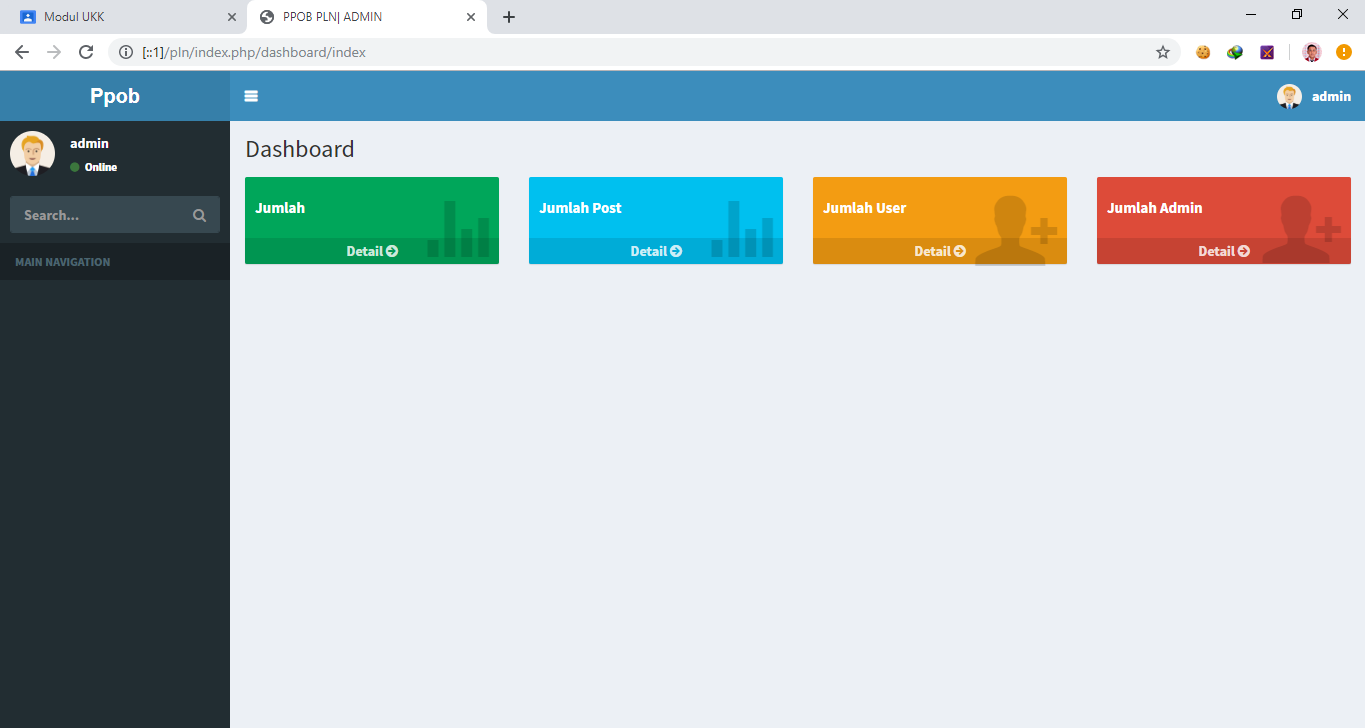 Modul UKK
PPOB PLN| ADMIN
[::1]/pln/index.php/dashboard/index
Ppob
admin
admin
Online
Search...
MAIN NAVIGATION
Dashboard
Jumlah
Detail
Jumlah Post
Detail
Jumlah User
Detail
Jumlah Admin
Detail